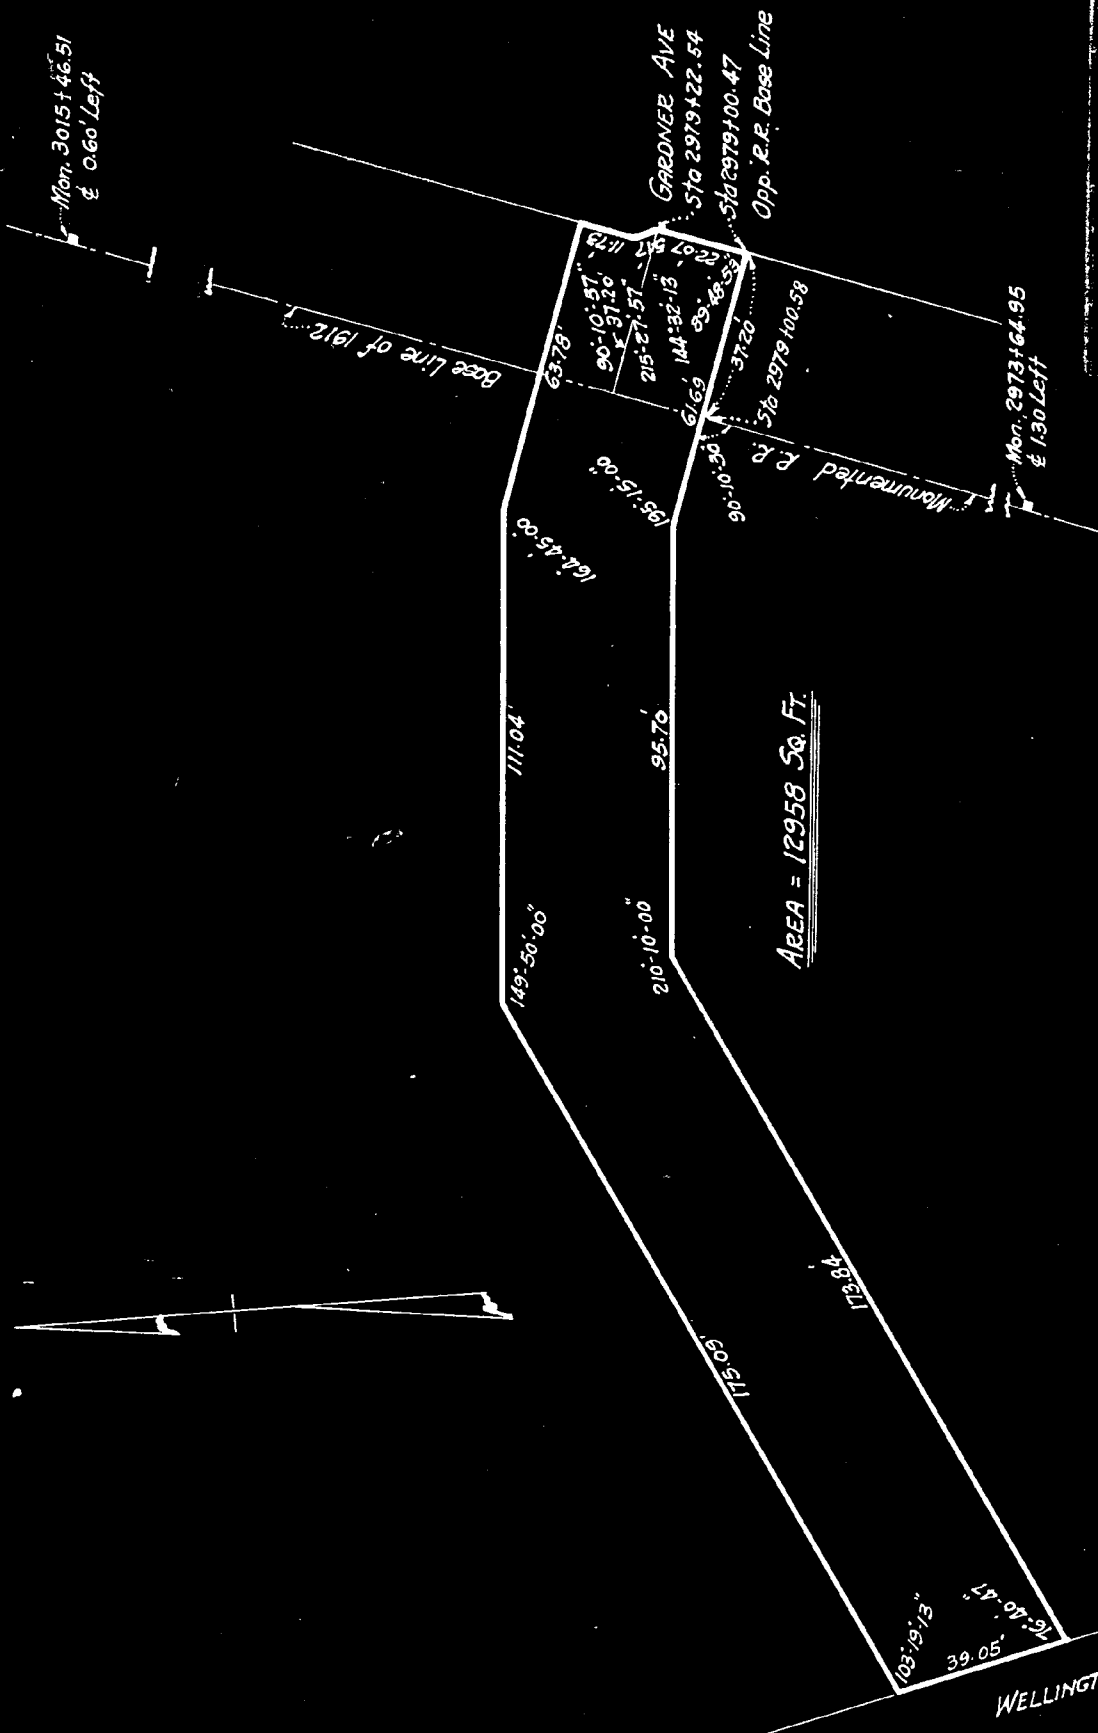 Mon. 3015+46.51
₵ 0.60' Left
GARDNER AVE
Sta 2979+22.54
Sta 2979+00.47
Opp. R.R. Base Line
Base Line of 1912
63.78'
11.73
90°-10'-37"
37.20'
215°-27'-57"
22.07
144°-32'-13"
61.69'
37.20'
Sta 2979+00.58
90°-10'-30"
Monumented R.R.
Mon. 2973+64.95
₵ 1.30 Left
195°-15'-00"
164°-45'-00"
111.04'
95.70'
149°-50'-00"
210°-10'-00"
AREA = 12958 SQ. FT.
175.09'
173.84'
103°-19'-13"
76°-40'-47"
39.05'
WELLINGT